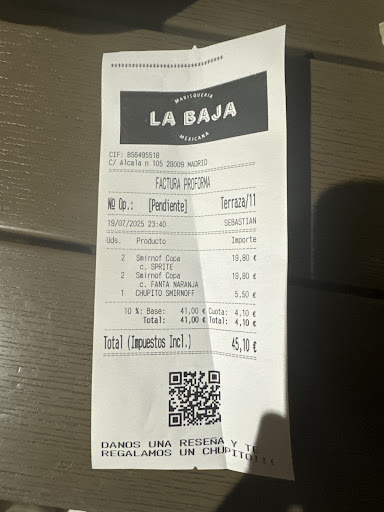 MARISQUERÍA
LA BAJA
MEXICANA
CIF: B56495518
C/ Alcala n 105 28009 MADRID
FACTURA PROFORMA
Nº Op.: [Pendiente] Terraza/11
19/07/2025 23:40 SEBASTIAN
Uds. Producto Importe
2 Smirnof Copa 19,80 €
c. SPRITE
2 Smirnof Copa 19,80 €
c. FANTA NARANJA
1 CHUPITO SMIRNOFF 5,50 €
10 %: Base: 41,00 € Cuota: 4,10 €
Total: 41,00 € Total: 4,10 €
Total (Impuestos Incl.) 45,10 €
DANOS UNA RESEÑA Y TE
REGALAMOS UN CHUPITO!!!